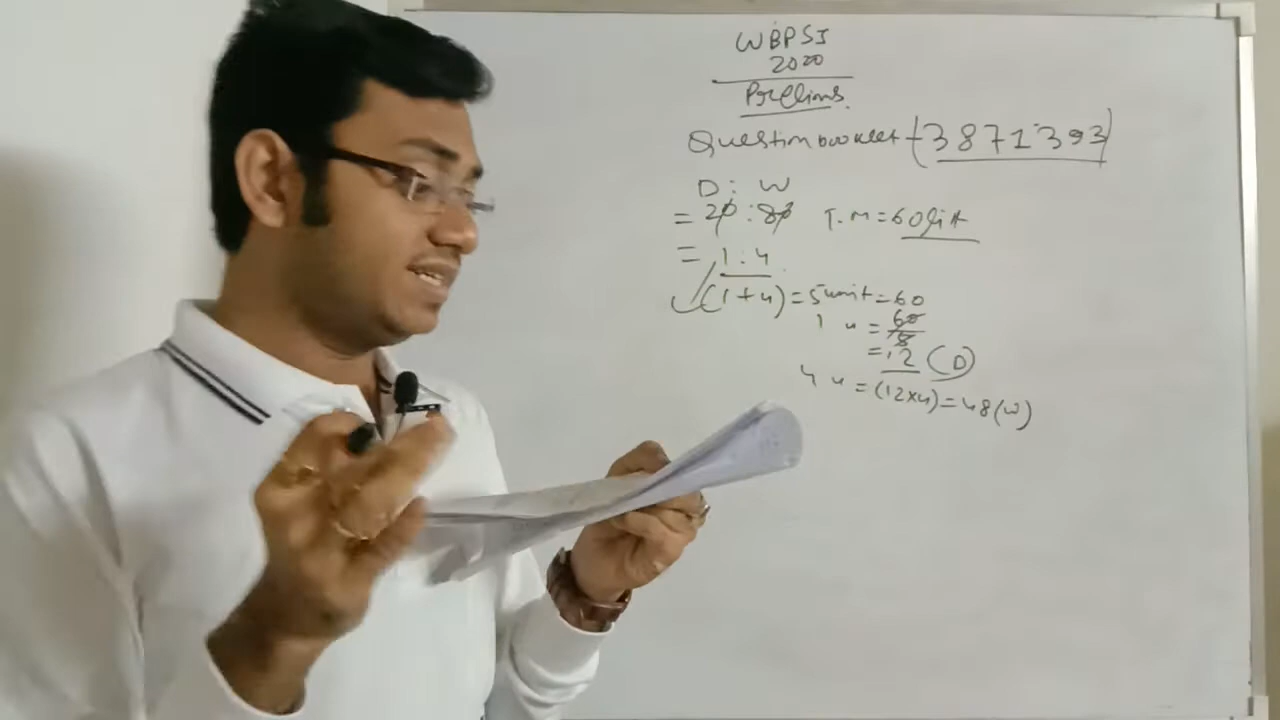 WBPSI
2020
Prelims.
Question booklet - (3871393)
D : W
= 20 : 80 T.M = 60 lit
= 1 : 4
(1+4) = 5 unit = 60
1 u = 60/5
= 12 (D)
4 u = (12×4) = 48 (W)